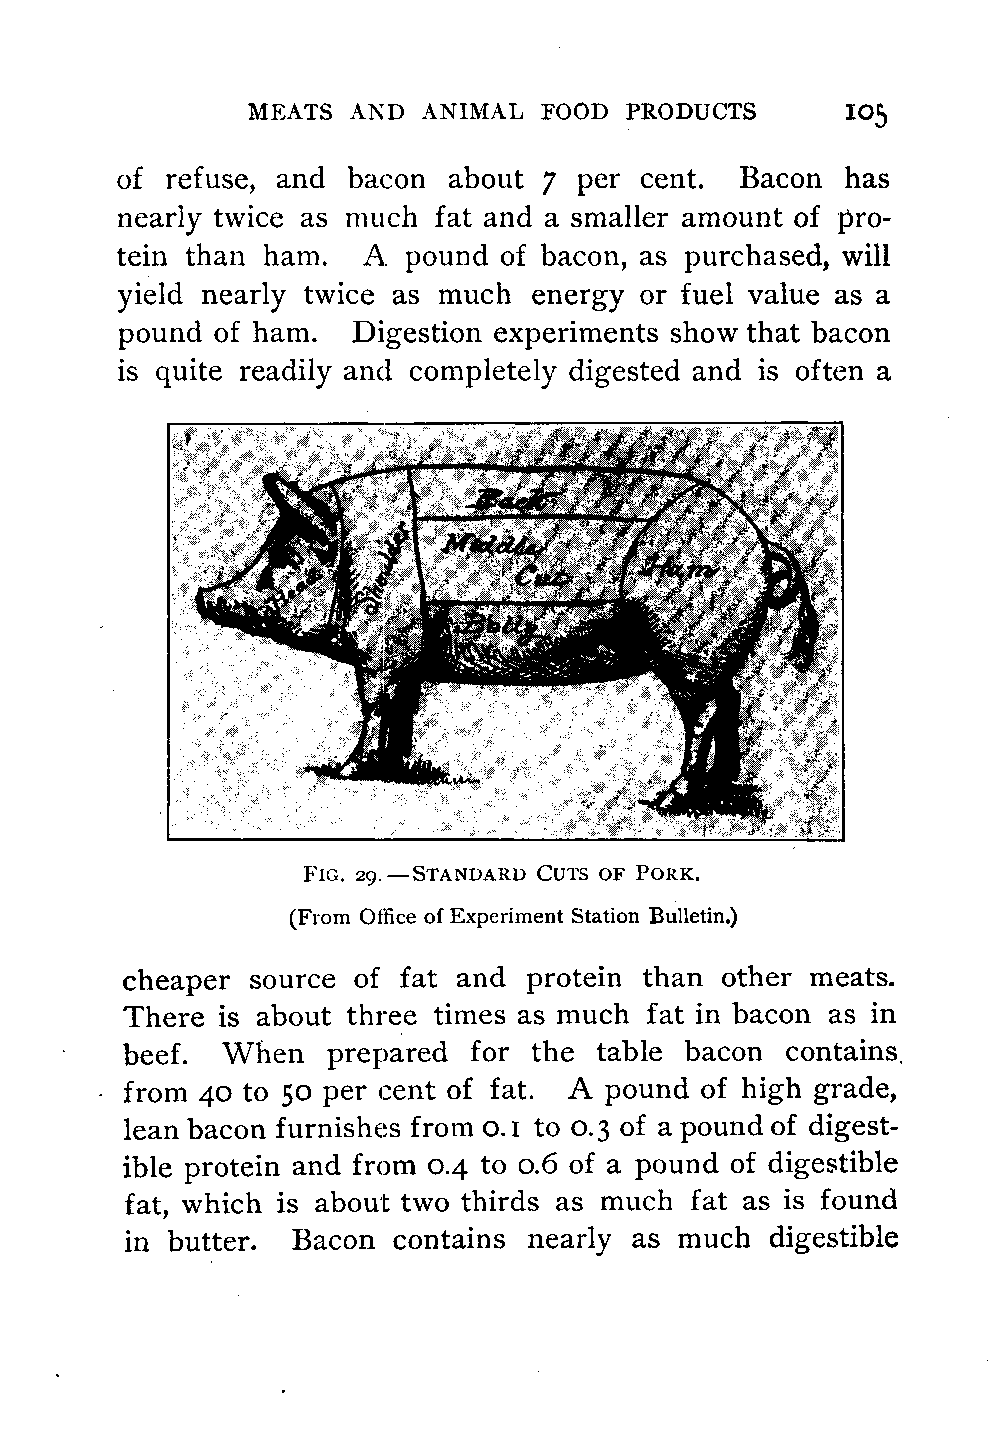 MEATS AND ANIMAL FOOD PRODUCTS 105
of refuse, and bacon about 7 per cent. Bacon has
nearly twice as much fat and a smaller amount of pro-
tein than ham. A pound of bacon, as purchased, will
yield nearly twice as much energy or fuel value as a
pound of ham. Digestion experiments show that bacon
is quite readily and completely digested and is often a
Head
Shoulder
Back
Middle
Cut
Belly
Ham
FIG. 29.—STANDARD CUTS OF PORK.
(From Office of Experiment Station Bulletin.)
cheaper source of fat and protein than other meats.
There is about three times as much fat in bacon as in
beef. When prepared for the table bacon contains
from 40 to 50 per cent of fat. A pound of high grade,
lean bacon furnishes from 0.1 to 0.3 of a pound of digest-
ible protein and from 0.4 to 0.6 of a pound of digestible
fat, which is about two thirds as much fat as is found
in butter. Bacon contains nearly as much digestible